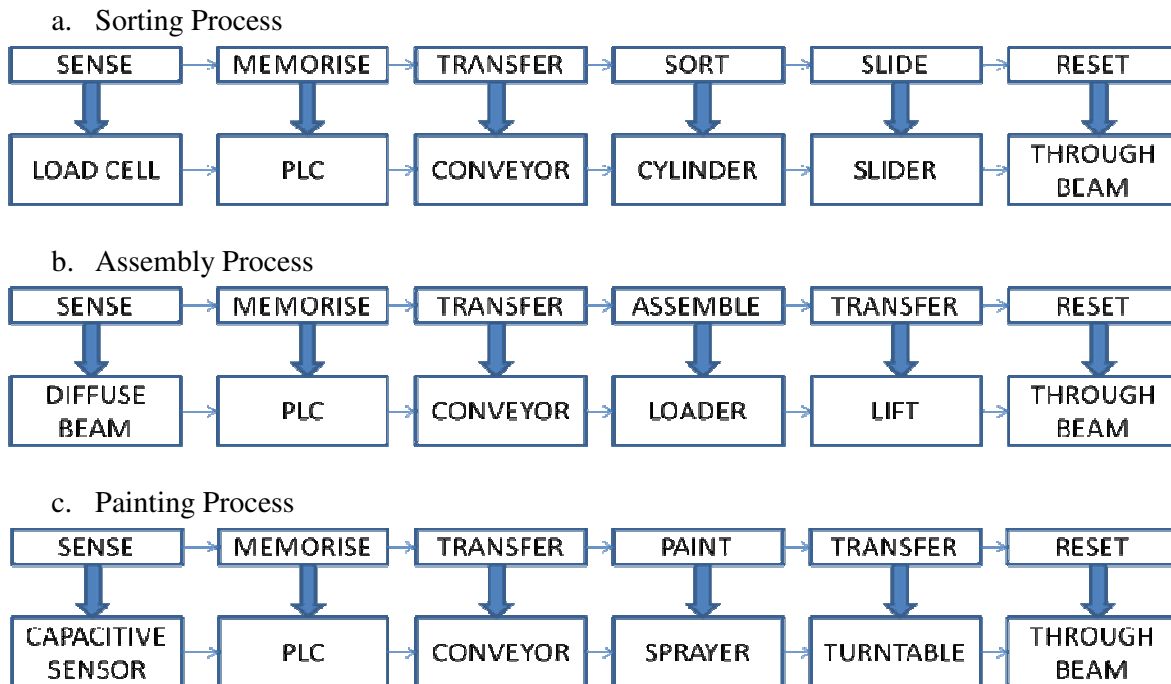 a. Sorting Process
SENSE MEMORISE TRANSFER SORT SLIDE RESET
LOAD CELL PLC CONVEYOR CYLINDER SLIDER THROUGH BEAM
b. Assembly Process
SENSE MEMORISE TRANSFER ASSEMBLE TRANSFER RESET
DIFFUSE BEAM PLC CONVEYOR LOADER LIFT THROUGH BEAM
c. Painting Process
SENSE MEMORISE TRANSFER PAINT TRANSFER RESET
CAPACITIVE SENSOR PLC CONVEYOR SPRAYER TURNTABLE THROUGH BEAM